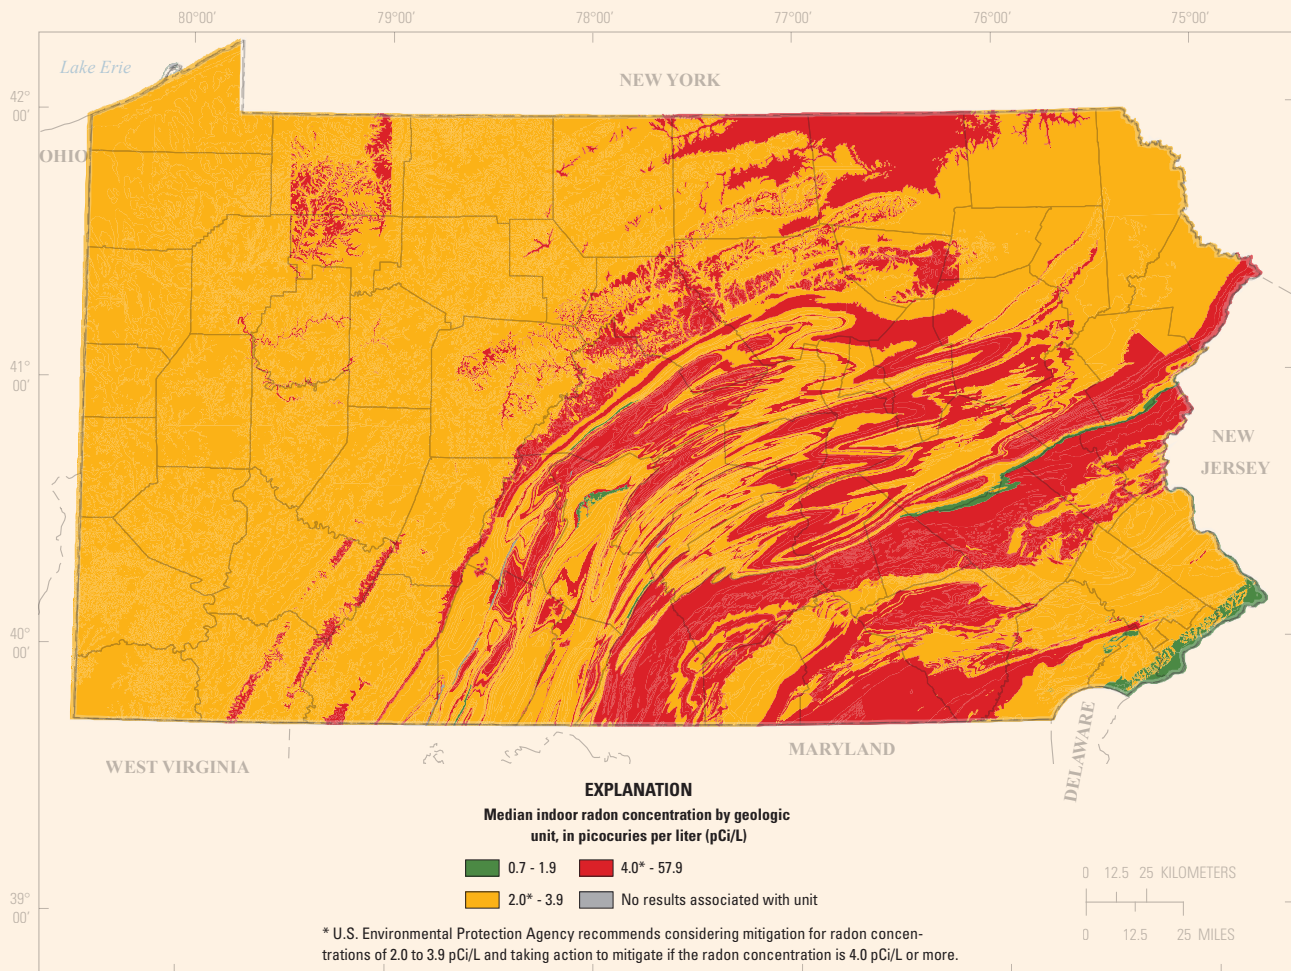 80°00′ 79°00′ 78°00′ 77°00′ 76°00′ 75°00′
Lake Erie
NEW YORK
42°
00′
OHIO
41°
00′
NEW
JERSEY
40°
00′
WEST VIRGINIA
MARYLAND
DELAWARE
EXPLANATION
Median indoor radon concentration by geologic
unit, in picocuries per liter (pCi/L)
0.7 - 1.9 4.0* - 57.9
2.0* - 3.9 No results associated with unit
0 12.5 25 KILOMETERS
0 12.5 25 MILES
39°
00′
* U.S. Environmental Protection Agency recommends considering mitigation for radon concen-
trations of 2.0 to 3.9 pCi/L and taking action to mitigate if the radon concentration is 4.0 pCi/L or more.